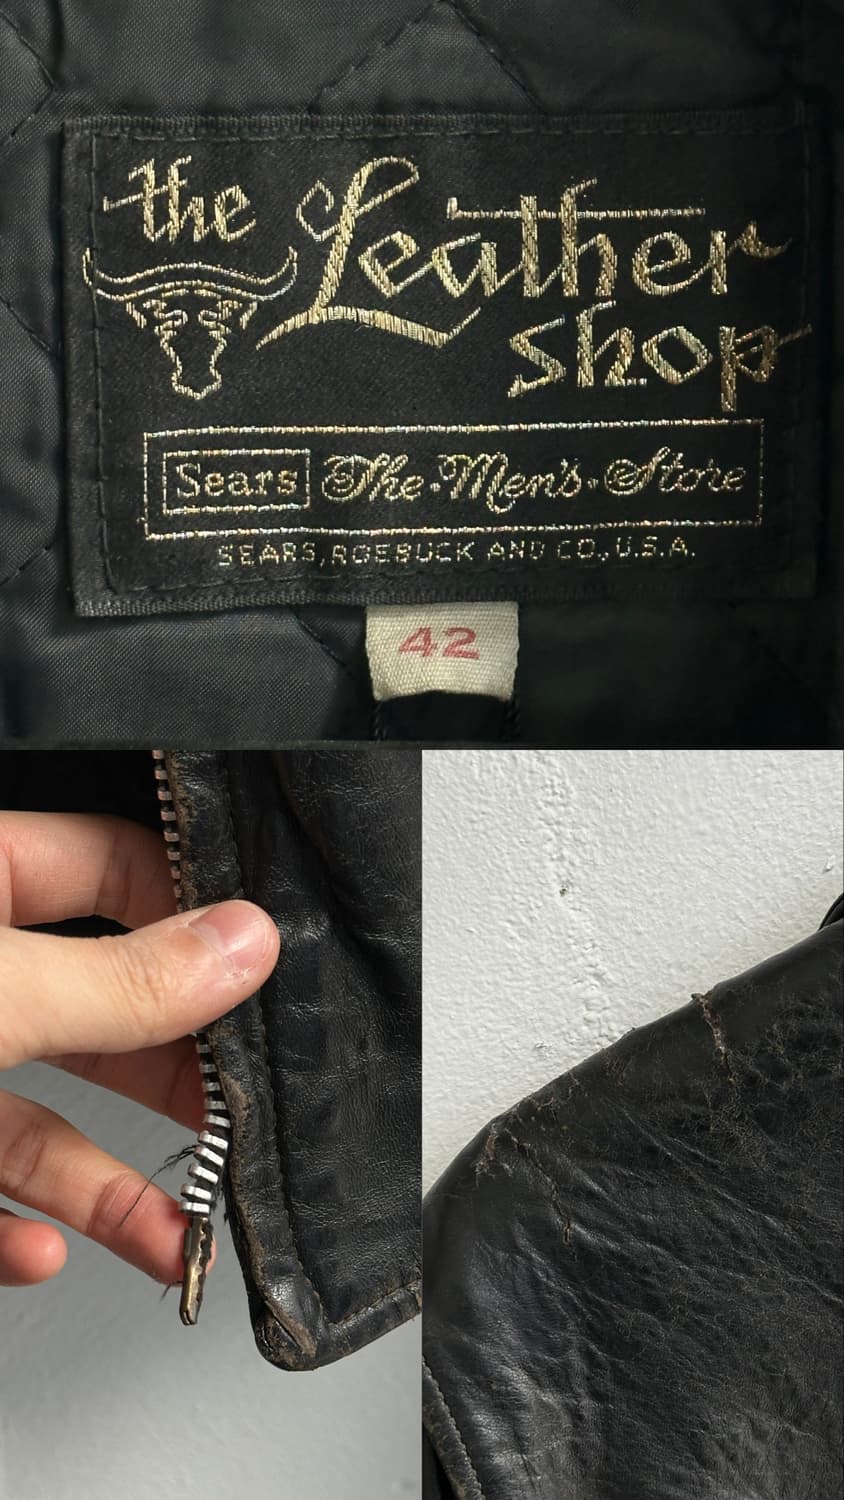 the Leather
shop
Sears The Men's Store
SEARS, ROEBUCK AND CO., U.S.A.
42